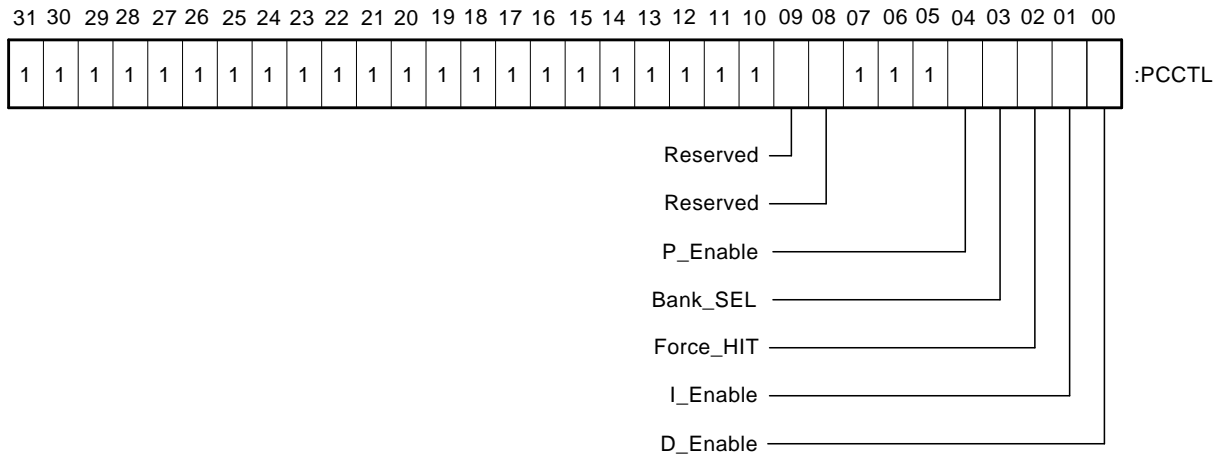 31 30 29 28 27 26 25 24 23 22 21 20 19 18 17 16 15 14 13 12 11 10 09 08 07 06 05 04 03 02 01 00
1 1 1 1 1 1 1 1 1 1 1 1 1 1 1 1 1 1 1 1 1 1 1 1 1 :PCCTL
Reserved
Reserved
P_Enable
Bank_SEL
Force_HIT
I_Enable
D_Enable